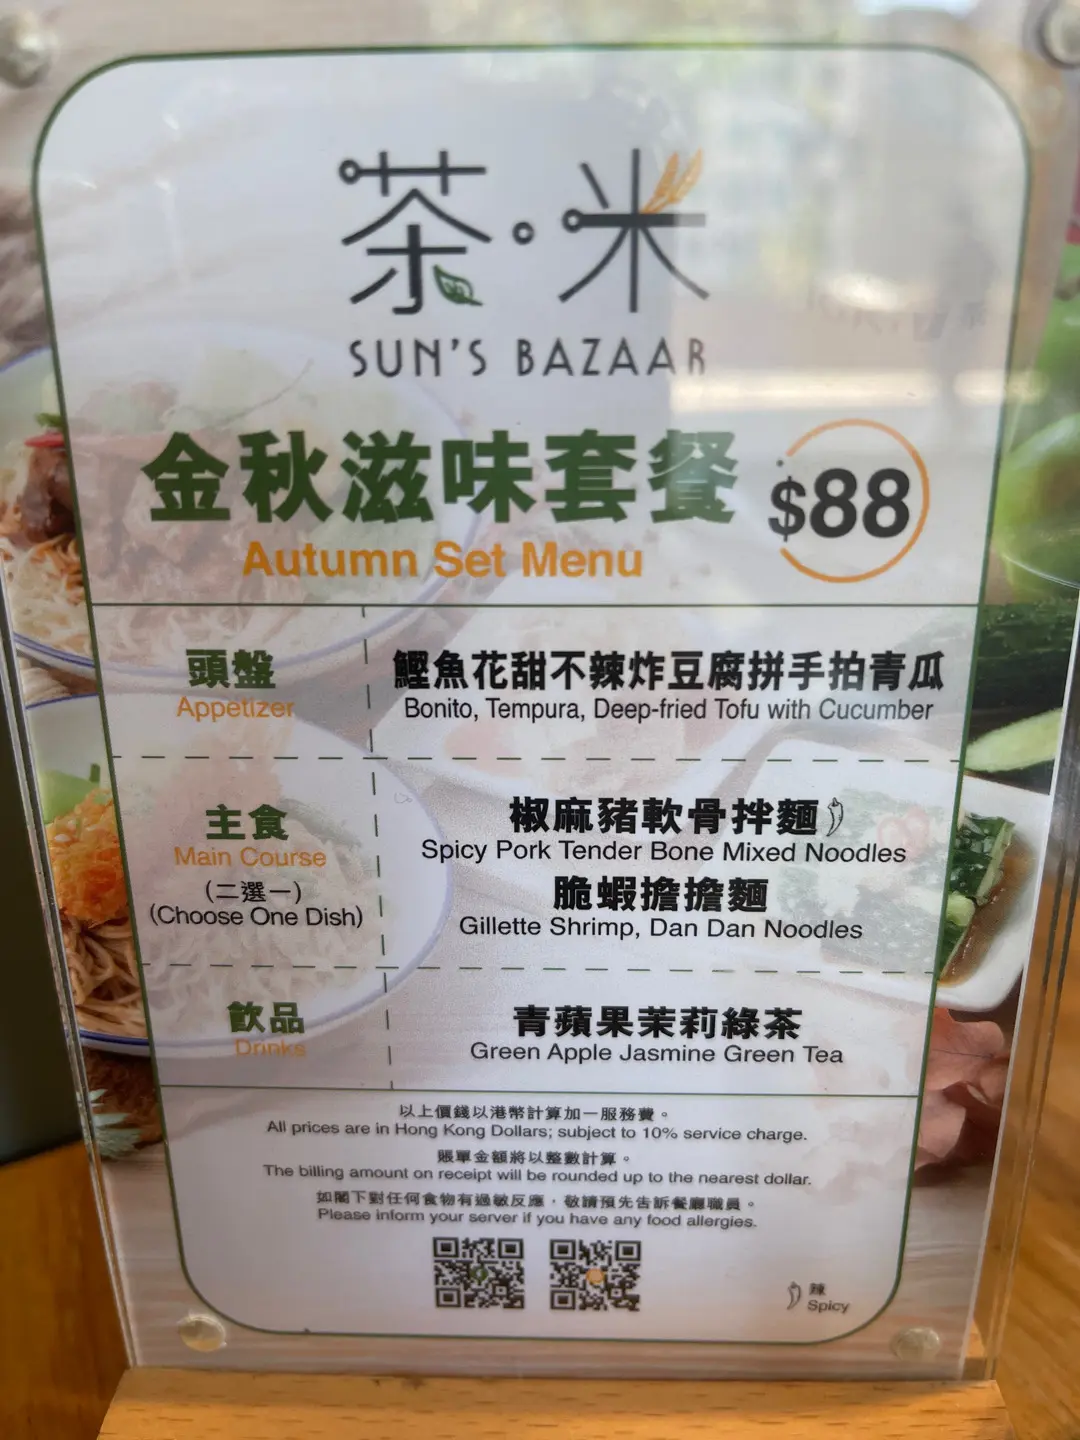 茶·米
SUN'S BAZAAR
金秋滋味套餐 $88
Autumn Set Menu
頭盤
Appetizer
鰹魚花甜不辣炸豆腐拼手拍青瓜
Bonito, Tempura, Deep-fried Tofu with Cucumber
主食
Main Course
(二選一)
(Choose One Dish)
椒麻豬軟骨拌麵
Spicy Pork Tender Bone Mixed Noodles
脆蝦擔擔麵
Gillette Shrimp, Dan Dan Noodles
飲品
Drinks
青蘋果茉莉綠茶
Green Apple Jasmine Green Tea
以上價錢以港幣計算加一服務費。
All prices are in Hong Kong Dollars; subject to 10% service charge.
賬單金額將以整數計算。
The billing amount on receipt will be rounded up to the nearest dollar.
如閣下對任何食物有過敏反應，敬請預先告訴餐廳職員。
Please inform your server if you have any food allergies.
辣
Spicy